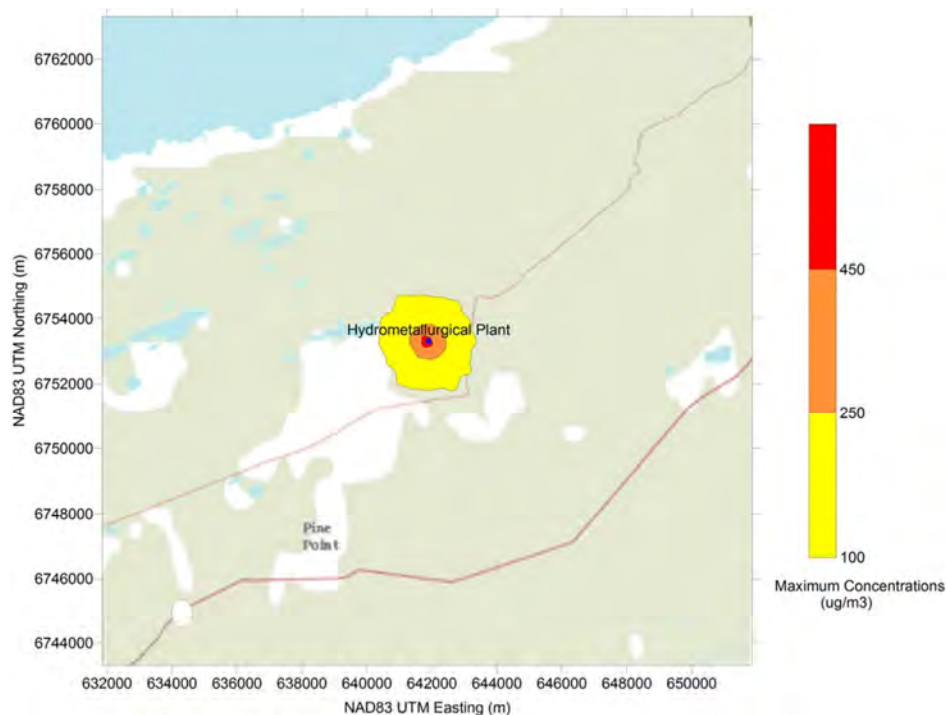 6762000
6760000
6758000
6756000
6754000
6752000
6750000
6748000
6746000
6744000
NAD83 UTM Northing (m)
Hydrometallurgical Plant
Pine
Point
632000 634000 636000 638000 640000 642000 644000 646000 648000 650000
NAD83 UTM Easting (m)
450
250
100
Maximum Concentrations
(ug/m3)